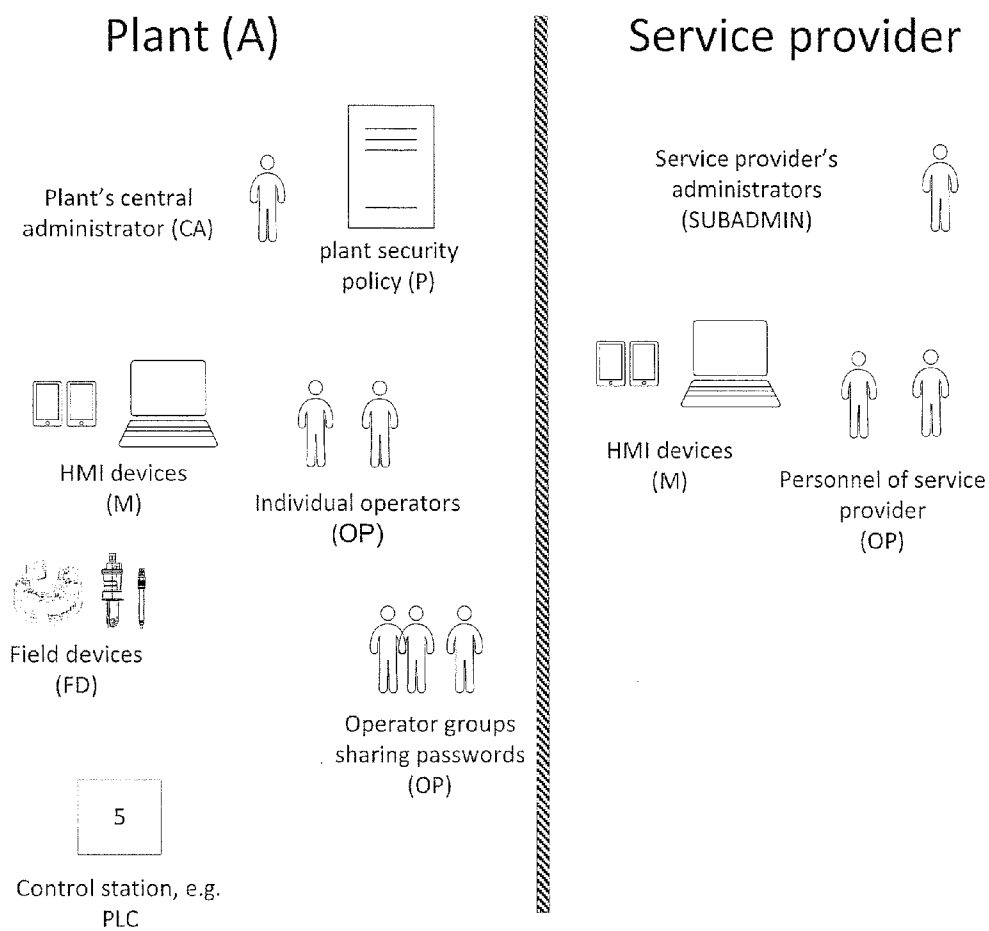 Plant (A)
Service provider
Plant's central
administrator (CA)
plant security
policy (P)
Service provider's
administrators
(SUBADMIN)
HMI devices
(M)
Individual operators
(OP)
HMI devices
(M)
Personnel of service
provider
(OP)
Field devices
(FD)
Operator groups
sharing passwords
(OP)
5
Control station, e.g.
PLC